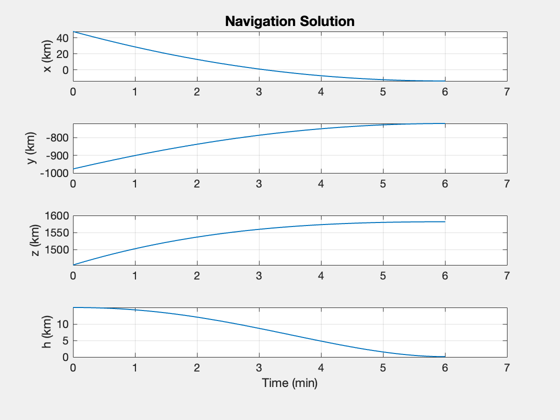 Navigation Solution
x (km)
40
20
0
0 1 2 3 4 5 6 7
y (km)
-800
-900
-1000
0 1 2 3 4 5 6 7
z (km)
1600
1550
1500
0 1 2 3 4 5 6 7
h (km)
10
5
0
0 1 2 3 4 5 6 7
Time (min)